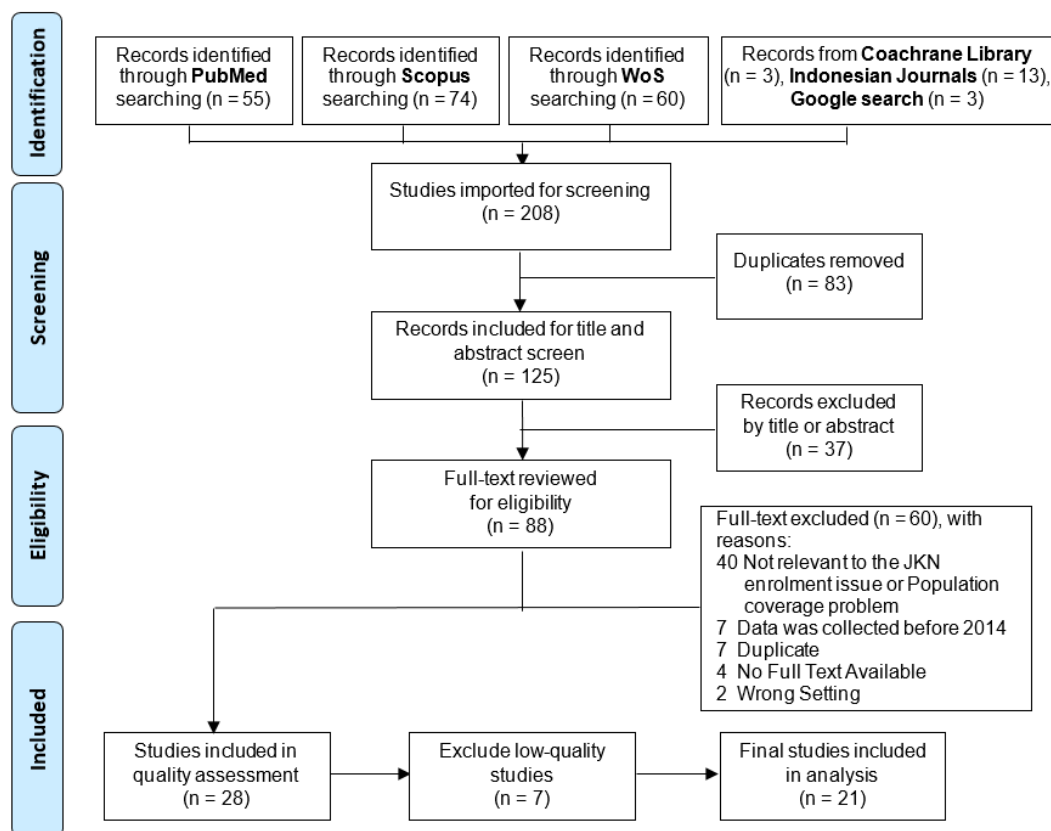 Identification
Records identified
through PubMed
searching (n = 55)
Records identified
through Scopus
searching (n = 74)
Records identified
through WoS
searching (n = 60)
Records from Coachrane Library
(n = 3), Indonesian Journals (n = 13),
Google search (n = 3)
Screening
Studies imported for screening
(n = 208)
Duplicates removed
(n = 83)
Records included for title and
abstract screen
(n = 125)
Records excluded
by title or abstract
(n = 37)
Eligibility
Full-text reviewed
for eligibility
(n = 88)
Full-text excluded (n = 60), with
reasons:
40 Not relevant to the JKN
enrolment issue or Population
coverage problem
7 Data was collected before 2014
7 Duplicate
4 No Full Text Available
2 Wrong Setting
Included
Studies included in
quality assessment
(n = 28)
Exclude low-quality
studies
(n = 7)
Final studies included
in analysis
(n = 21)